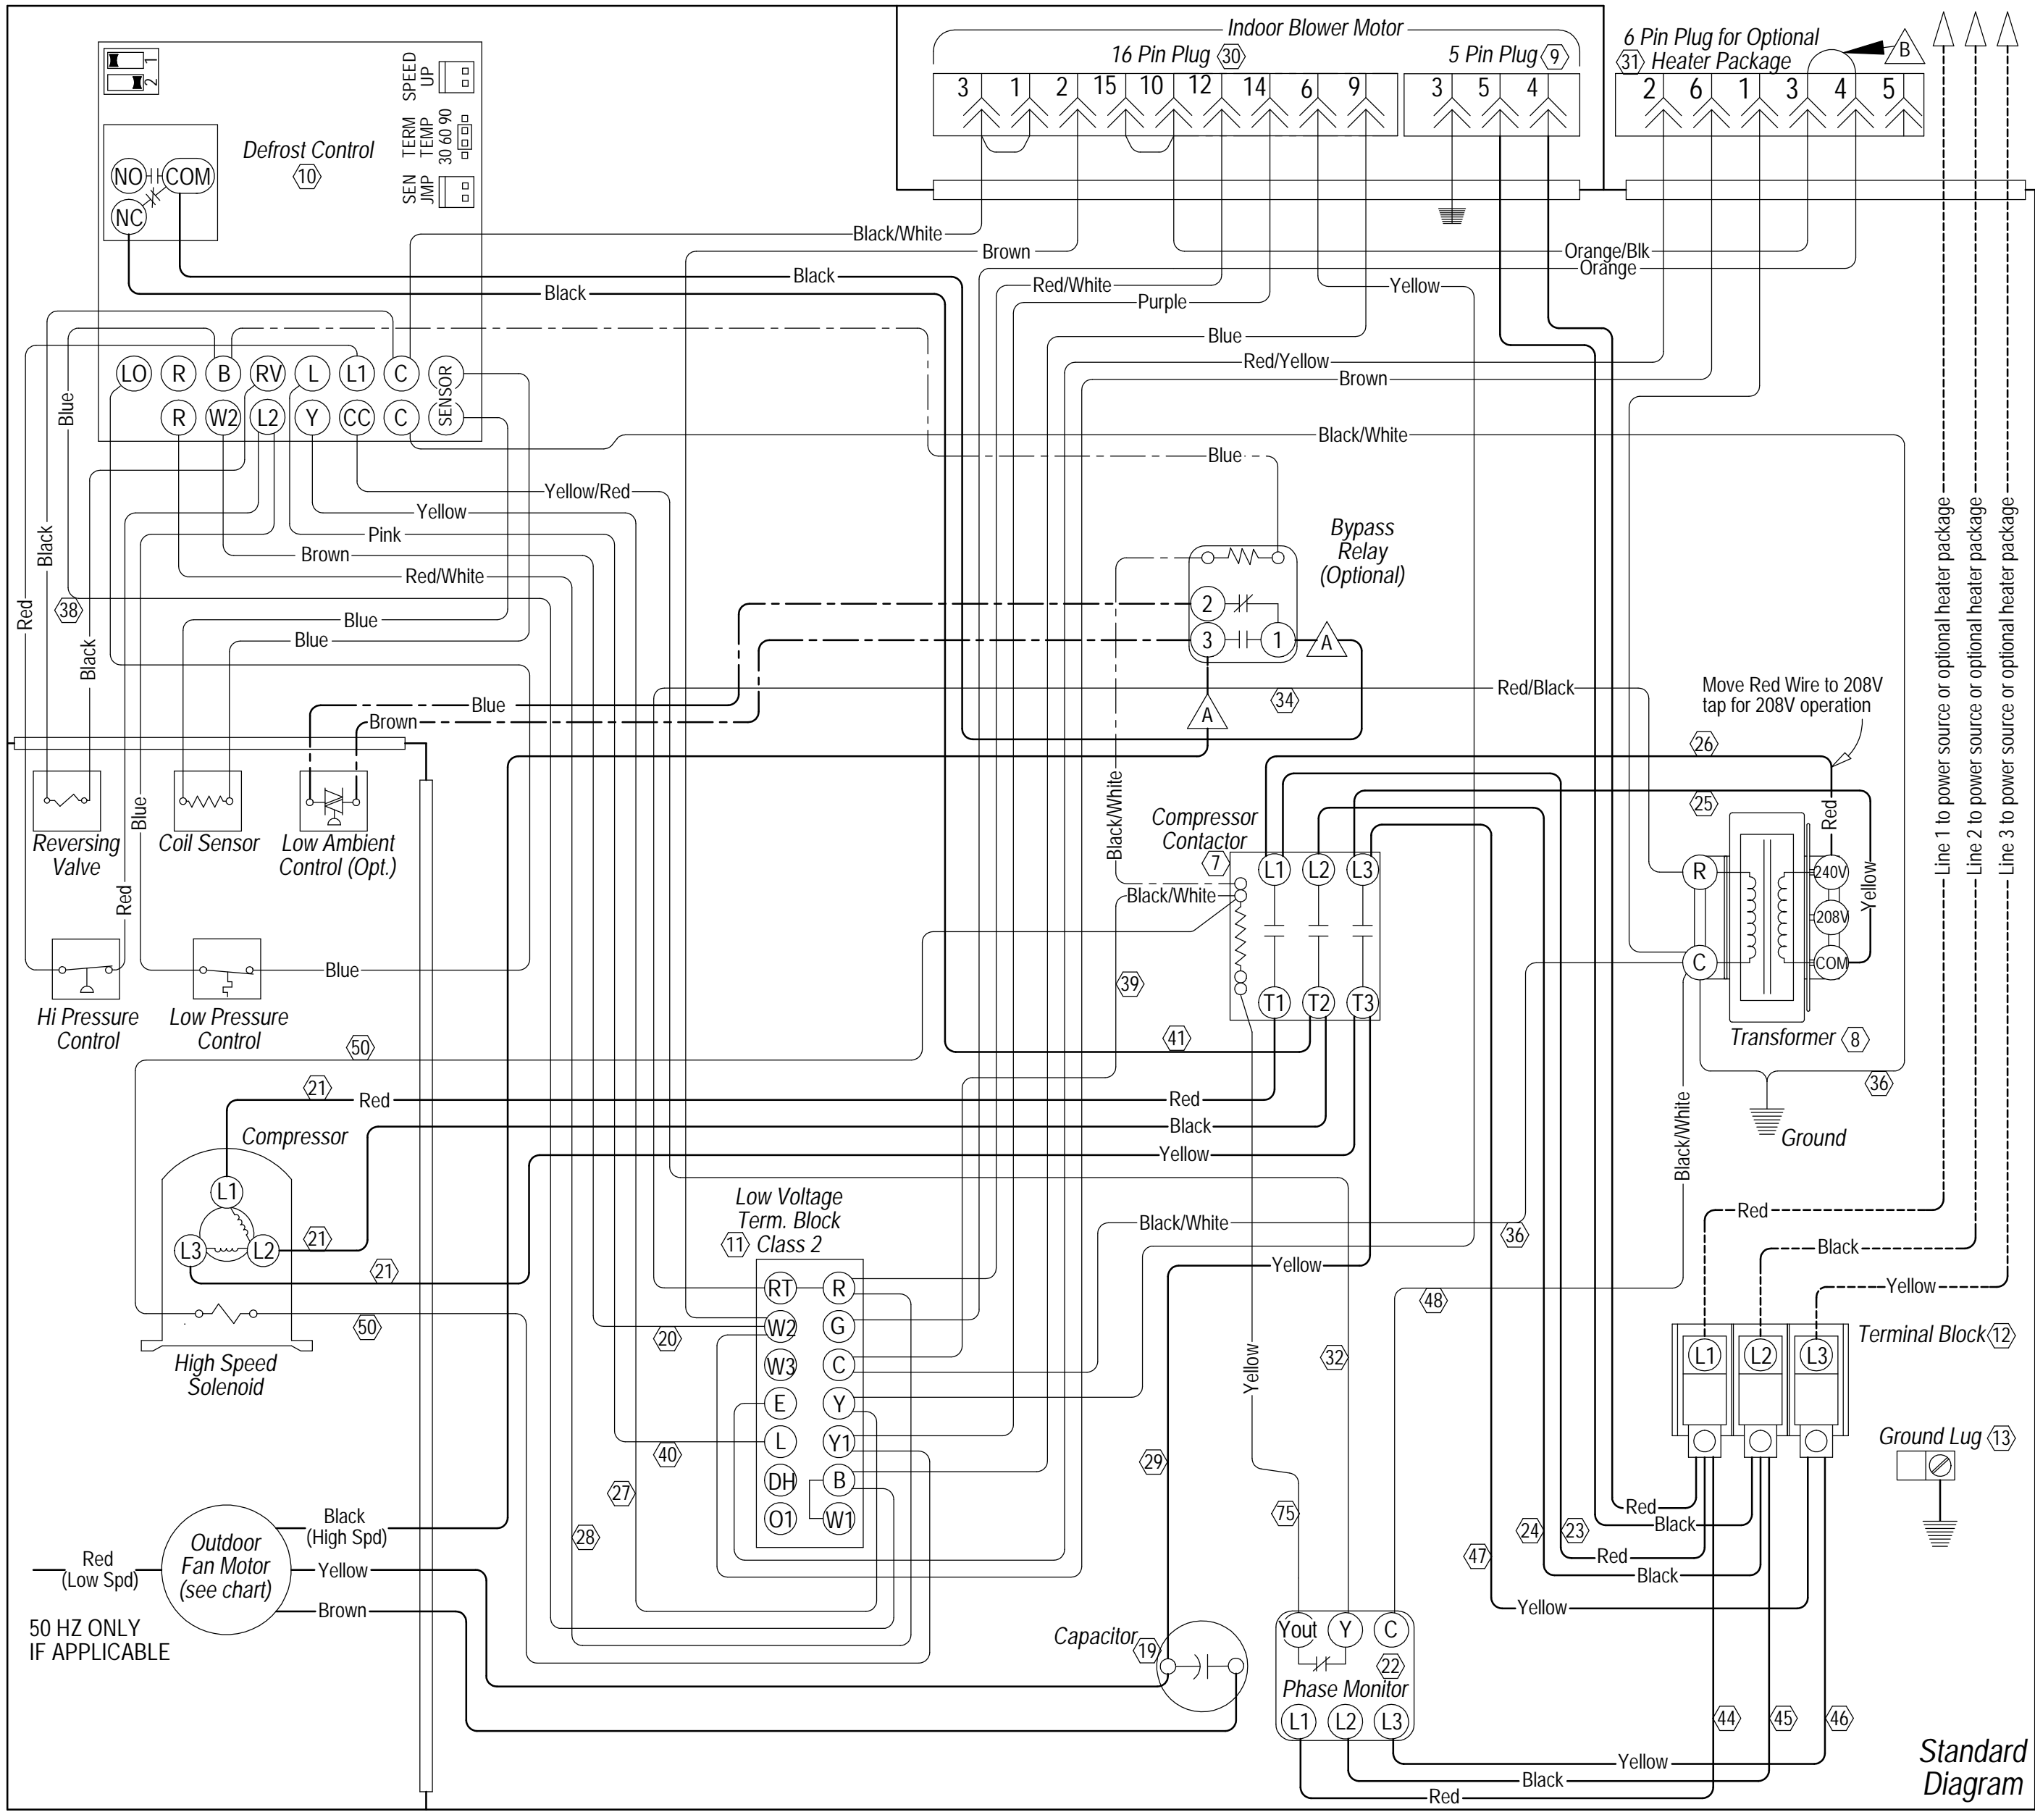 Indoor Blower Motor
16 Pin Plug 30
5 Pin Plug 9
6 Pin Plug for Optional
31 Heater Package
B
3 1 2 15 10 12 14 6 9
3 5 4
2 6 1 3 4 5
1
2
SPEED
UP
TERM
TEMP
30 60 90
SEN
JMP
Defrost Control
10
NO COM
NC
Black/White
Brown
Orange/Blk
Orange
Black
Black
Red/White
Yellow
Purple
Blue
Red/Yellow
Brown
LO R B RV L L1 C SENSOR
R W2 L2 Y CC C
Blue
Black/White
Blue
Yellow/Red
Yellow
Pink
Brown
Red/White
Black
Red
38
Blue
Blue
Black
Bypass
Relay
(Optional)
2
3 1 A
A
34
Red/Black
Move Red Wire to 208V
tap for 208V operation
Blue
Brown
26
25
Red
Yellow
Line 1 to power source or optional heater package
Line 2 to power source or optional heater package
Line 3 to power source or optional heater package
Reversing
Valve
Coil Sensor
Low Ambient
Control (Opt.)
Blue
Red
Black/White
Compressor
Contactor
7
L1 L2 L3
Black/White
T1 T2 T3
R
C
240V
208V
COM
Transformer 8
Blue
Hi Pressure
Control
Low Pressure
Control
39
41
50
36
Ground
Black/White
21
Red
Red
Black
Yellow
Compressor
L1
L3 L2
21
21
50
High Speed
Solenoid
Low Voltage
Term. Block
11 Class 2
Black/White
36
Yellow
48
RT R
W2 G
W3 C
E Y
L Y1
DH B
O1 W1
20
40
27
28
29
32
Yellow
75
47
24
23
Red
Black
Yellow
L1 L2 L3
Terminal Block 12
Ground Lug 13
Red
Black
Red
Black
Yellow
Outdoor
Fan Motor
(see chart)
Black
(High Spd)
Yellow
Brown
Red
(Low Spd)
50 HZ ONLY
IF APPLICABLE
Capacitor 19
Yout Y C
22
Phase Monitor
L1 L2 L3
44
45
46
Yellow
Black
Red
Standard
Diagram